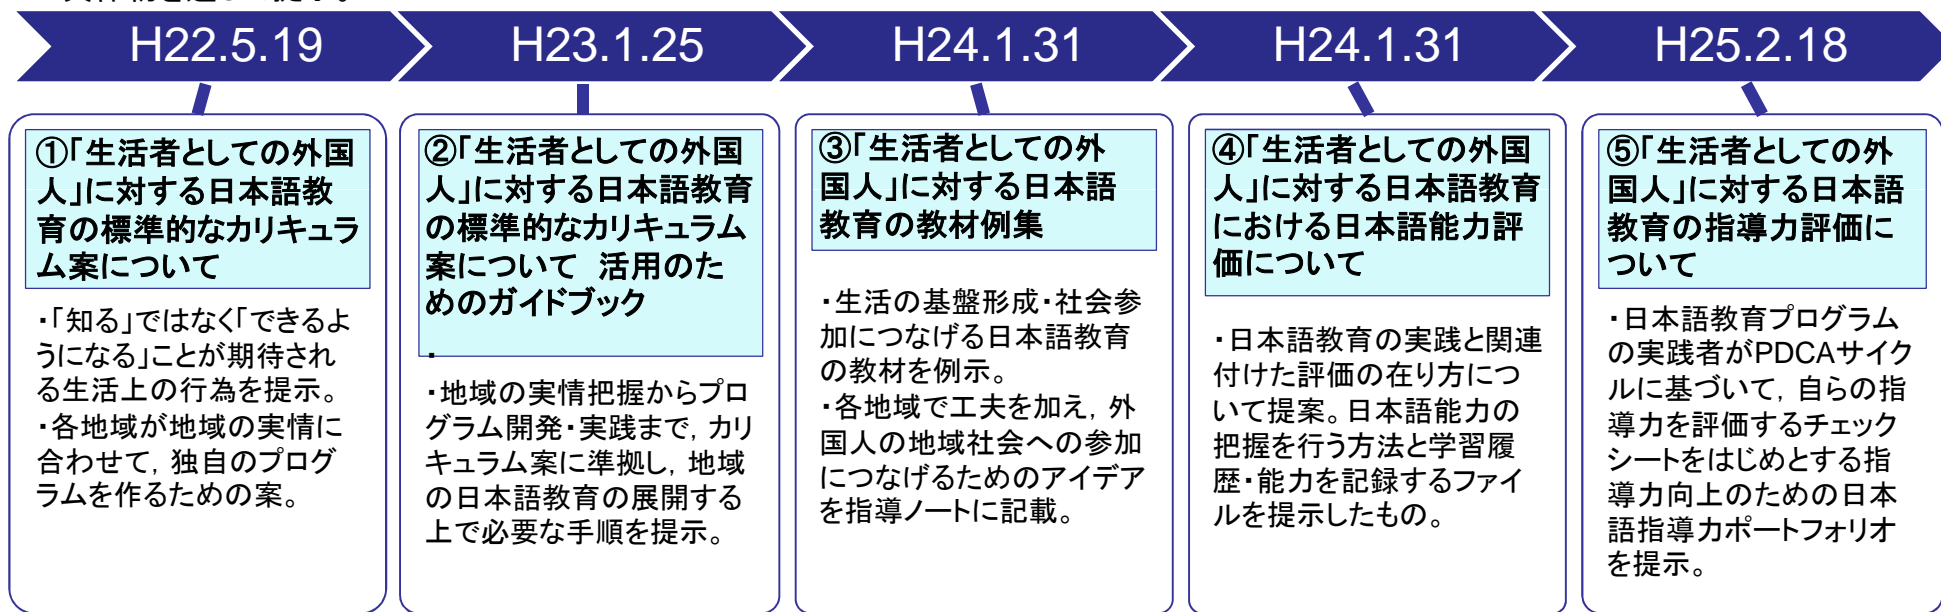 H22.5.19
H23.1.25
H24.1.31
H24.1.31
H25.2.18
①「生活者としての外国
人」に対する日本語教
育の標準的なカリキュラ
ム案について
・「知る」ではなく「できるよ
うになる」ことが期待され
る生活上の行為を提示。
・各地域が地域の実情に
合わせて，独自のプログ
ラムを作るための案。
②「生活者としての外国
人」に対する日本語教育
の標準的なカリキュラム
案について　活用のた
めのガイドブック
・
・地域の実情把握からプロ
グラム開発・実践まで，カリ
キュラム案に準拠し，地域
の日本語教育の展開する
上で必要な手順を提示。
③「生活者としての外
国人」に対する日本語
教育の教材例集
・生活の基盤形成・社会参
加につなげる日本語教育
の教材を例示。
・各地域で工夫を加え，外
国人の地域社会への参加
につなげるためのアイデア
を指導ノートに記載。
④「生活者としての外国
人」に対する日本語教育
における日本語能力評
価について
・日本語教育の実践と関連
付けた評価の在り方につ
いて提案。日本語能力の
把握を行う方法と学習履
歴・能力を記録するファイ
ルを提示したもの。
⑤「生活者としての外
国人」に対する日本語
教育の指導力評価に
ついて
・日本語教育プログラム
の実践者がPDCAサイク
ルに基づいて，自らの指
導力を評価するチェック
シートをはじめとする指
導力向上のための日本
語指導力ポートフォリオ
を提示。